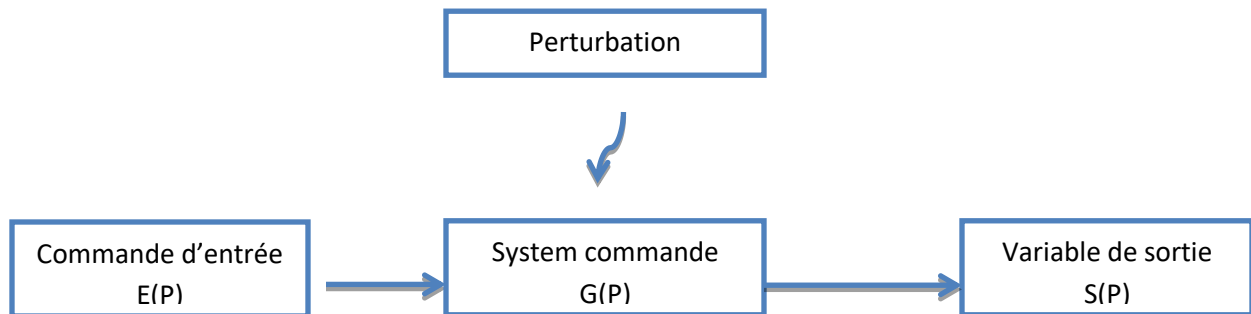 Perturbation
Commande d’entrée
E(P)
System commande
G(P)
Variable de sortie
S(P)